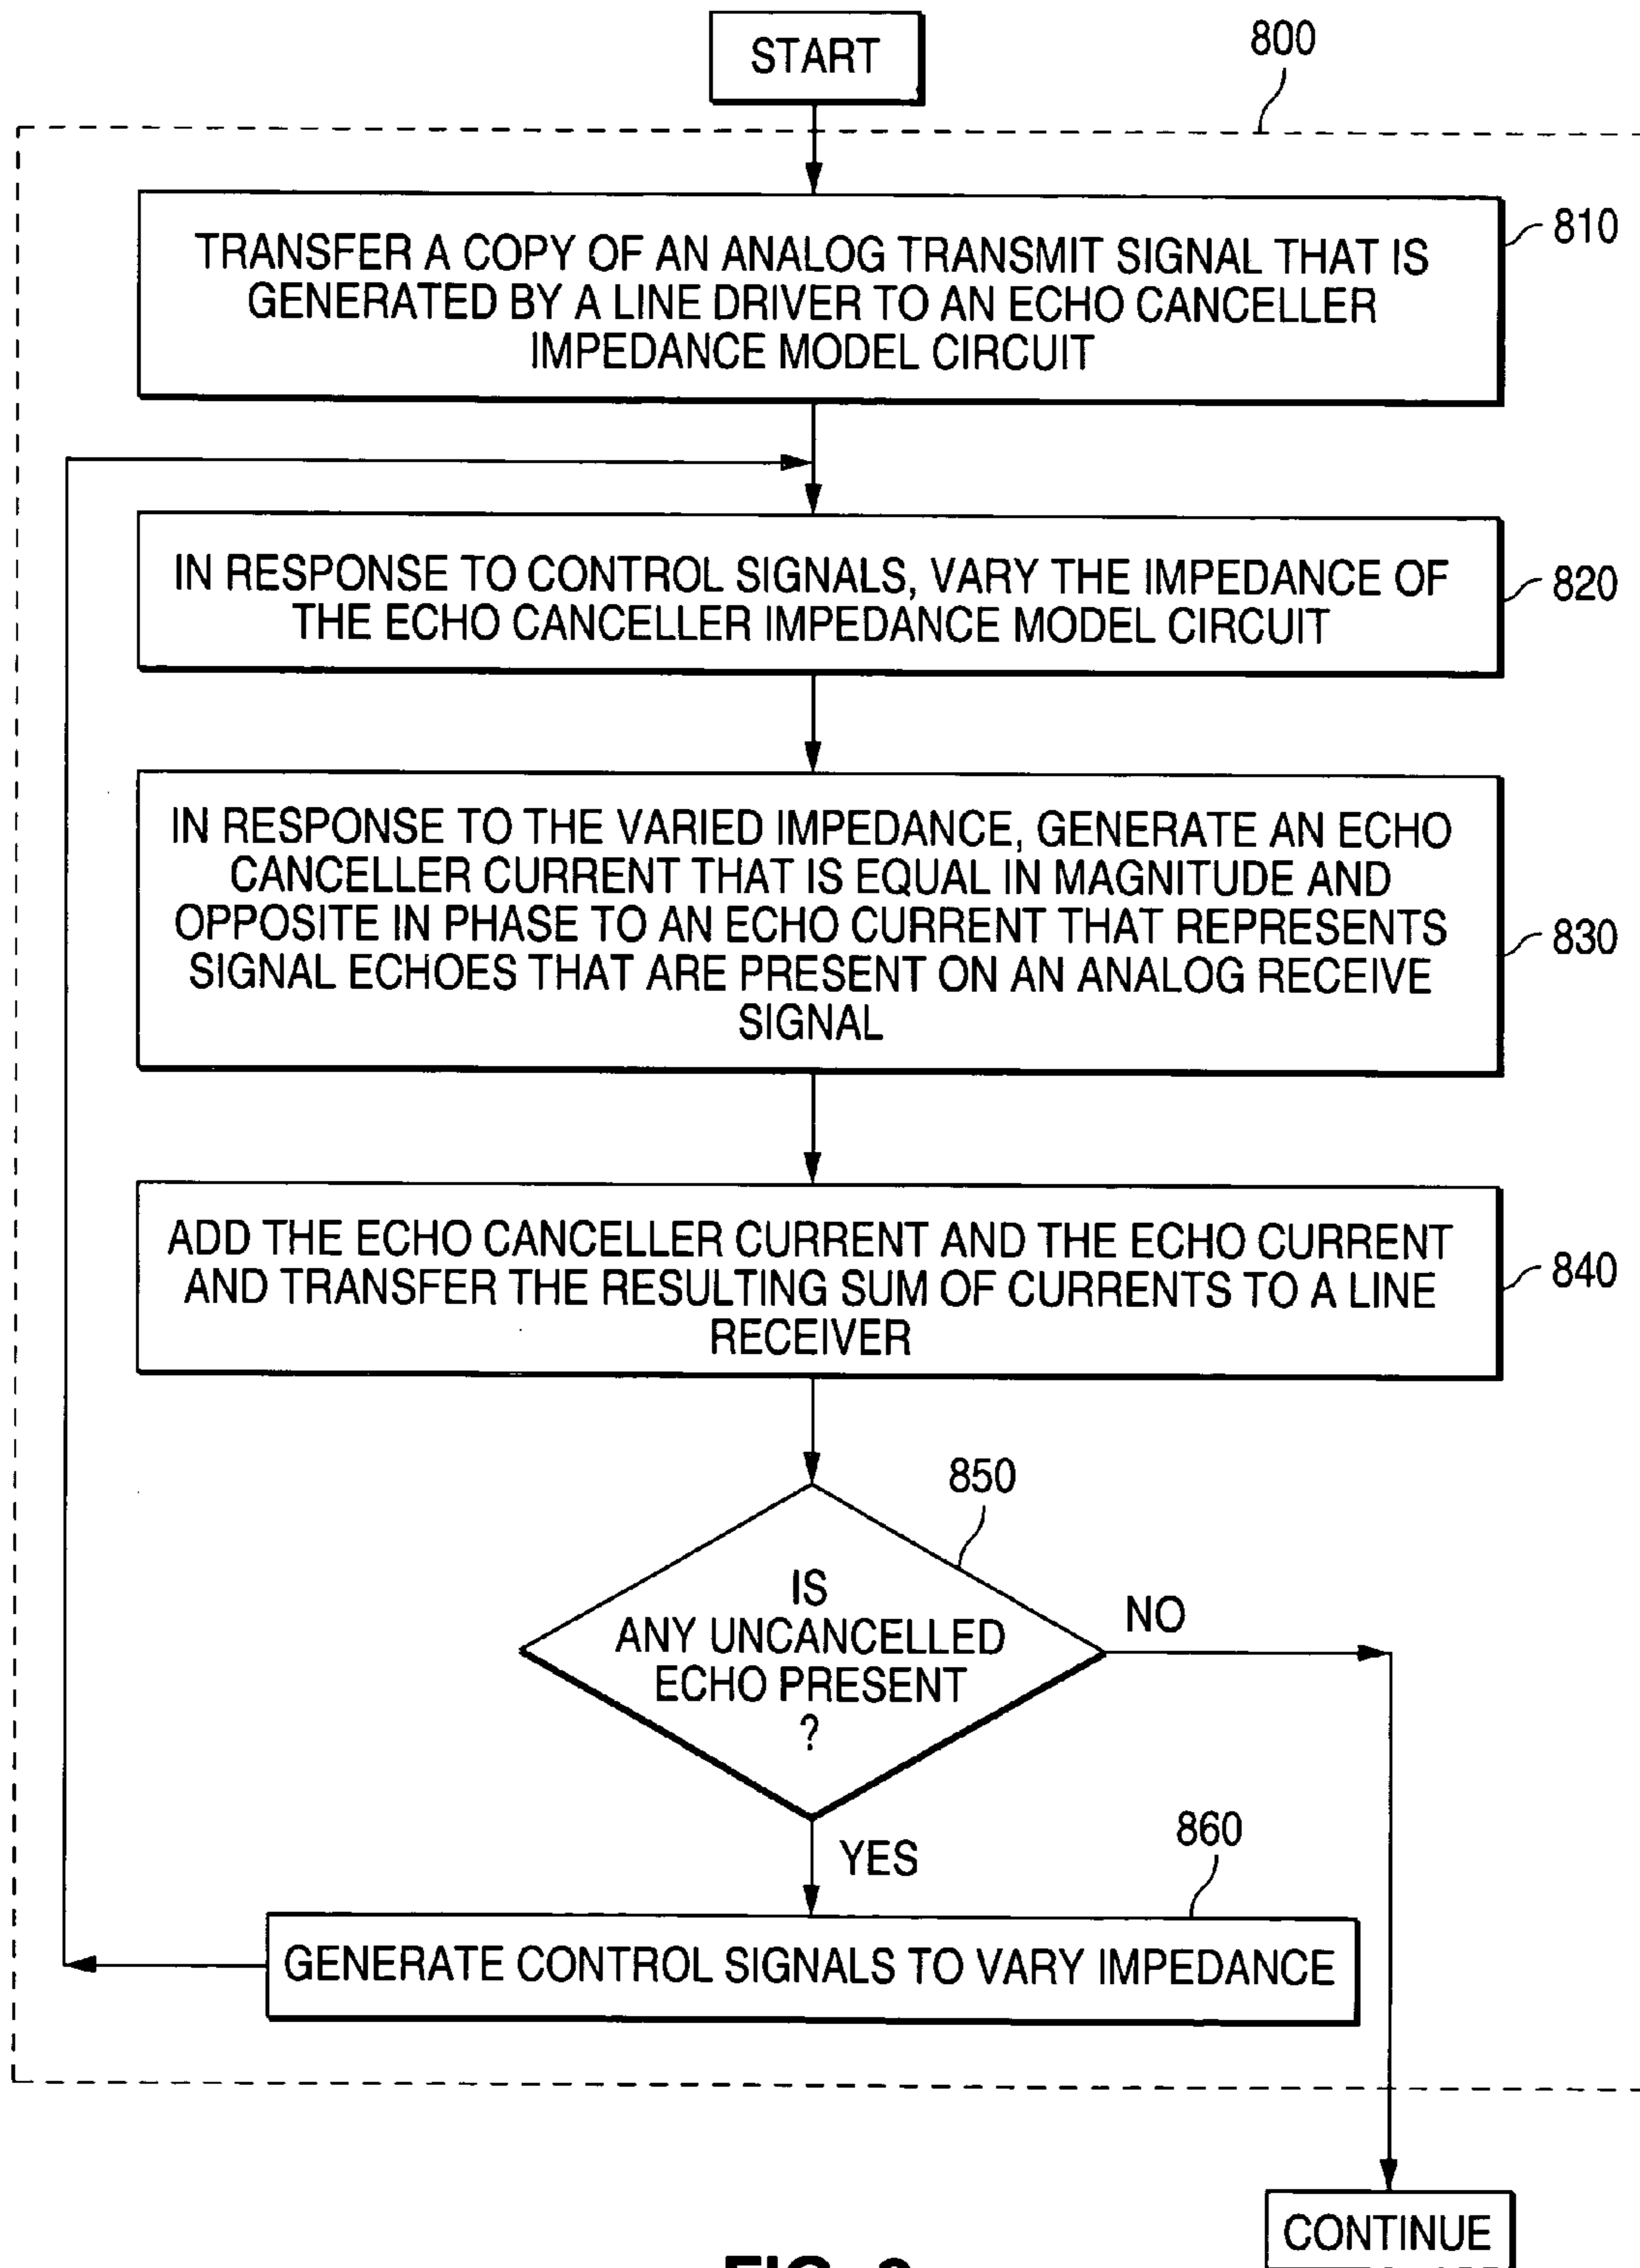 START
800
TRANSFER A COPY OF AN ANALOG TRANSMIT SIGNAL THAT IS
GENERATED BY A LINE DRIVER TO AN ECHO CANCELLER
IMPEDANCE MODEL CIRCUIT
810
IN RESPONSE TO CONTROL SIGNALS, VARY THE IMPEDANCE OF
THE ECHO CANCELLER IMPEDANCE MODEL CIRCUIT
820
IN RESPONSE TO THE VARIED IMPEDANCE, GENERATE AN ECHO
CANCELLER CURRENT THAT IS EQUAL IN MAGNITUDE AND
OPPOSITE IN PHASE TO AN ECHO CURRENT THAT REPRESENTS
SIGNAL ECHOES THAT ARE PRESENT ON AN ANALOG RECEIVE
SIGNAL
830
ADD THE ECHO CANCELLER CURRENT AND THE ECHO CURRENT
AND TRANSFER THE RESULTING SUM OF CURRENTS TO A LINE
RECEIVER
840
850
IS
ANY UNCANCELLED
ECHO PRESENT
?
NO
YES
860
GENERATE CONTROL SIGNALS TO VARY IMPEDANCE
CONTINUE
FIG.